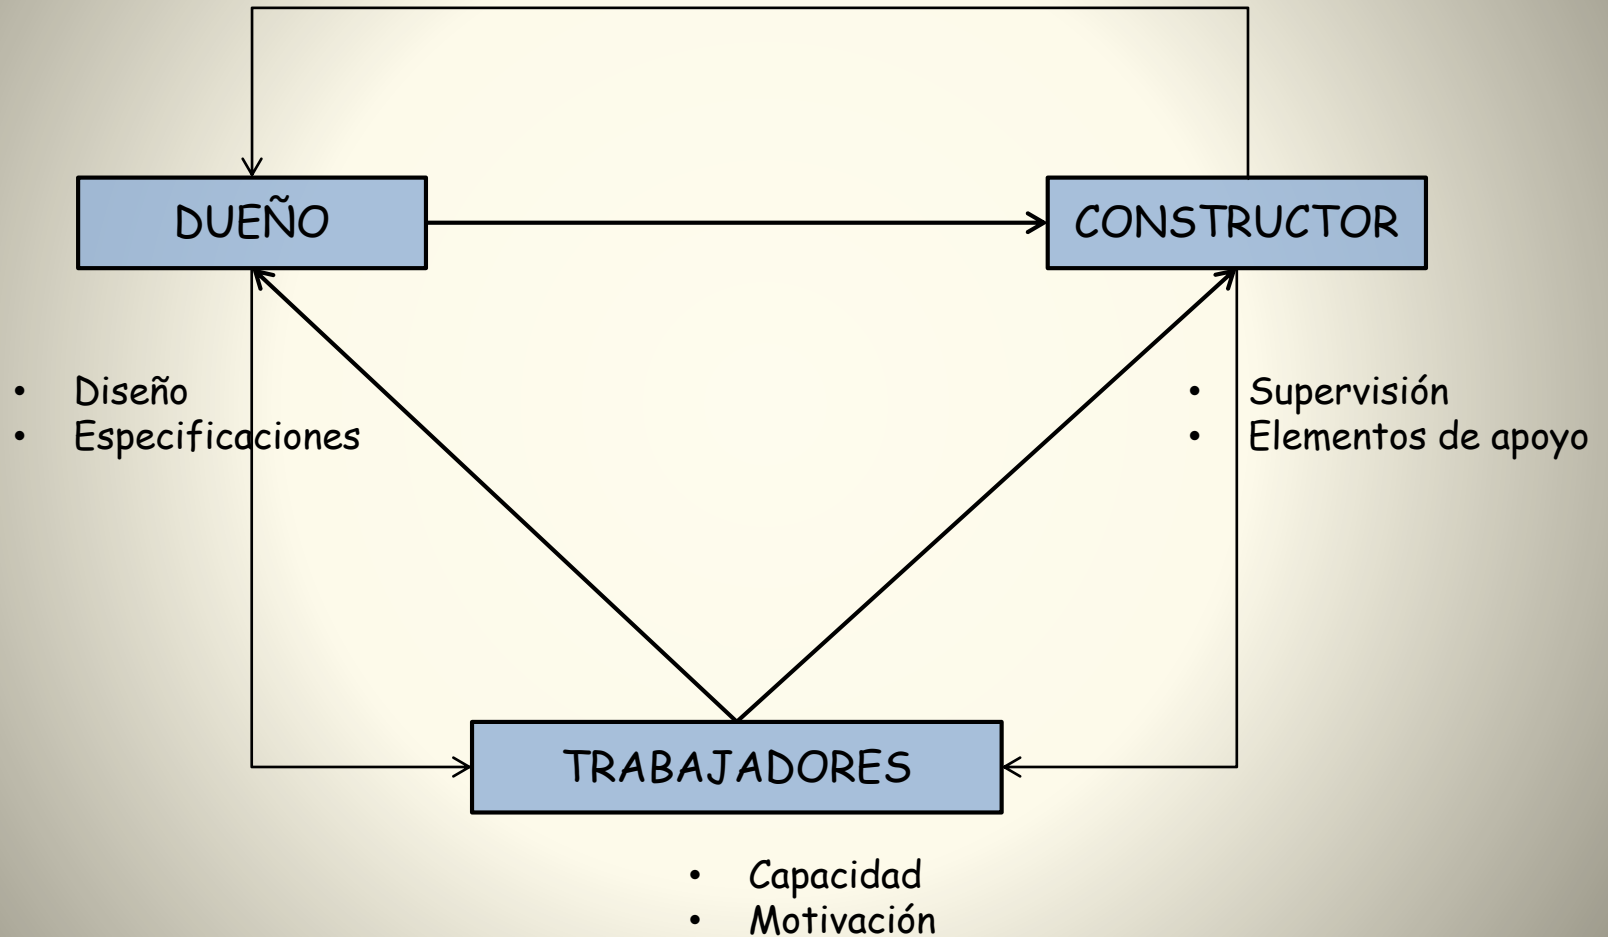 DUEÑO
CONSTRUCTOR
• Diseño
• Especificaciones
• Supervisión
• Elementos de apoyo
TRABAJADORES
• Capacidad
• Motivación